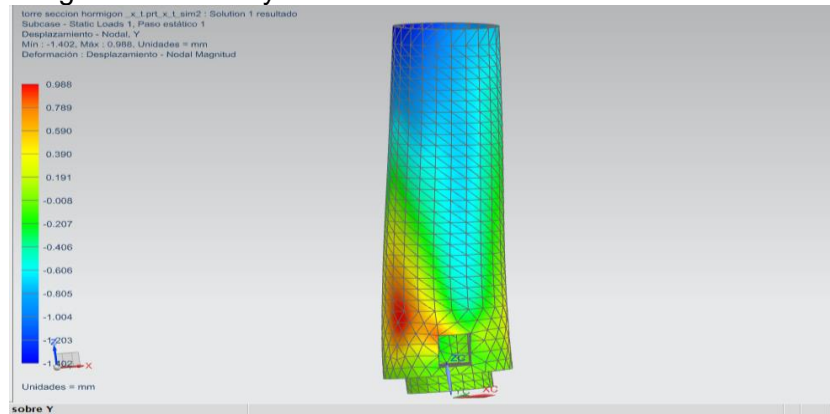 torre seccion hormigon _x_t.prt_x_t_sim2 : Solution 1 resultado
Subcase - Static Loads 1, Paso estático 1
Desplazamiento - Nodal, Y
Mín : -1.402, Máx : 0.988, Unidades = mm
Deformación : Desplazamiento - Nodal Magnitud
0.988
0.789
0.590
0.390
0.191
-0.008
-0.207
-0.406
-0.606
-0.805
-1.004
-1.203
-1.402
X
Unidades = mm
ZC
XC
sobre Y